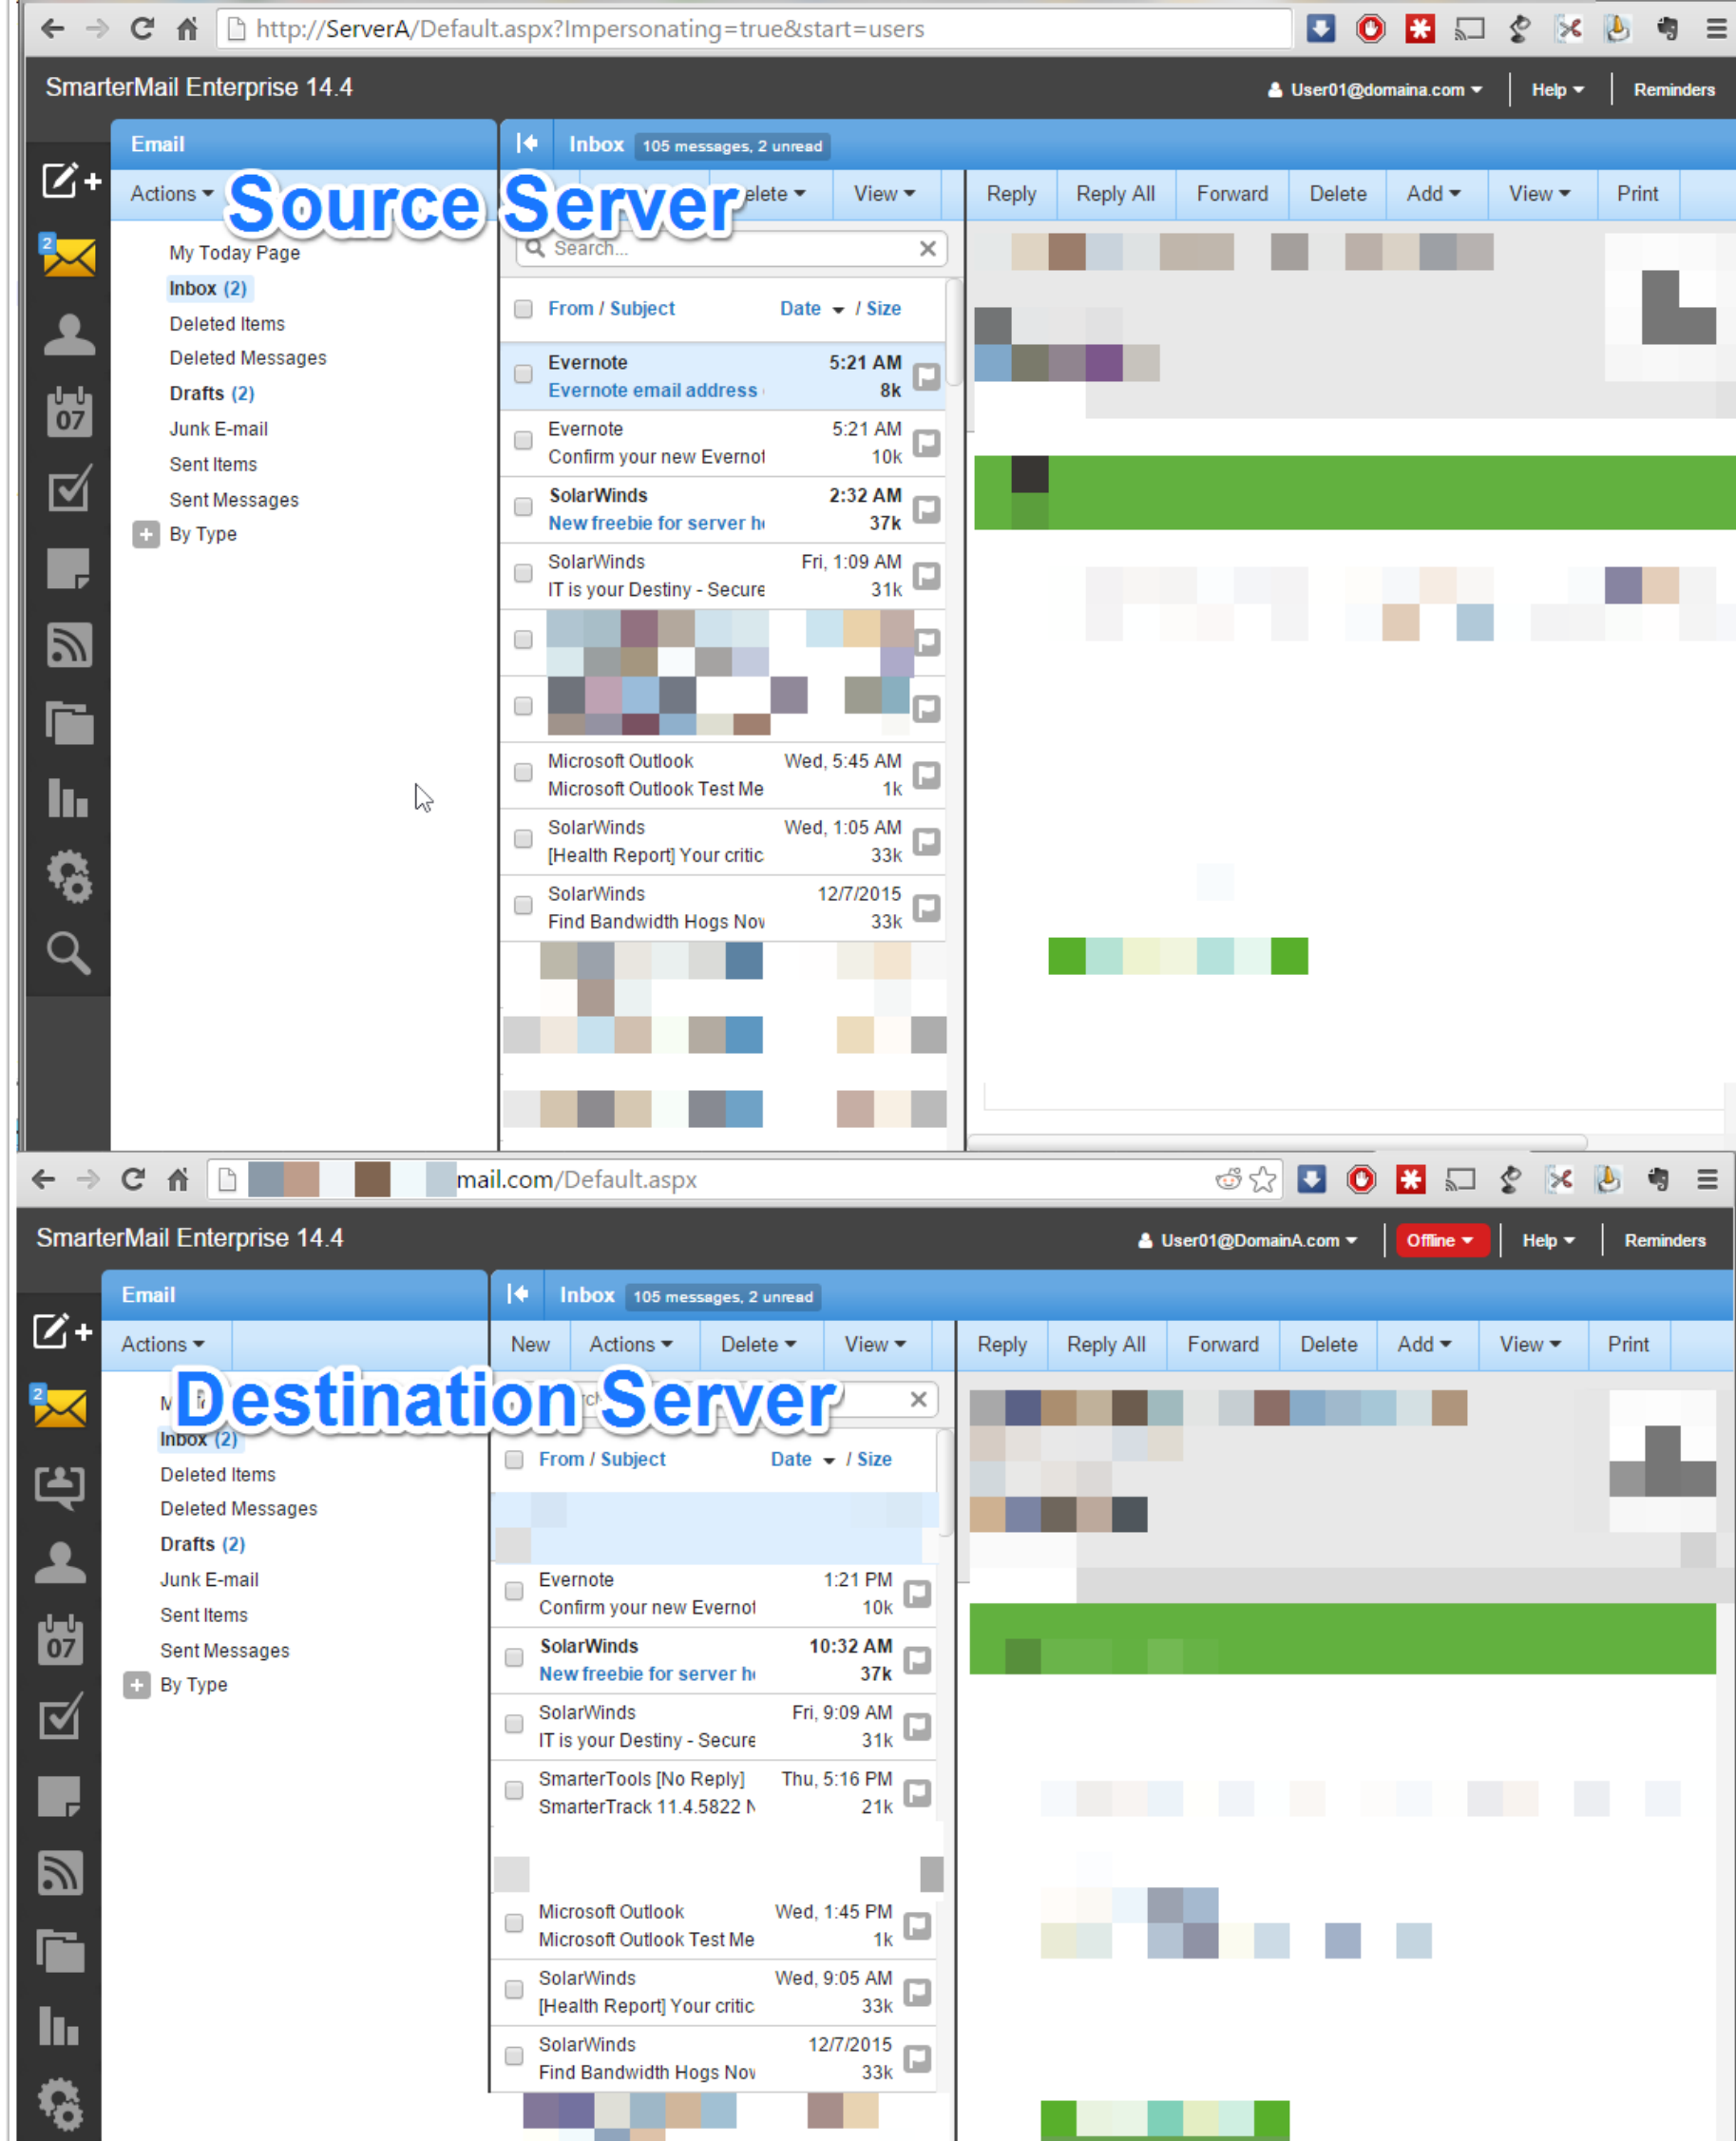 http://ServerA/Default.aspx?Impersonating=true&start=users
SmarterMail Enterprise 14.4
User01@domaina.com
Help
Reminders
Email
Inbox 105 messages, 2 unread
Actions
Source Server
elete
View
Reply
Reply All
Forward
Delete
Add
View
Print
2
My Today Page
Inbox (2)
Deleted Items
Deleted Messages
Drafts (2)
Junk E-mail
Sent Items
Sent Messages
By Type
07
Search...
From / Subject Date / Size
Evernote 5:21 AM
Evernote email address 8k
Evernote 5:21 AM
Confirm your new Evernot 10k
SolarWinds 2:32 AM
New freebie for server h 37k
SolarWinds Fri, 1:09 AM
IT is your Destiny - Secure 31k
Microsoft Outlook Wed, 5:45 AM
Microsoft Outlook Test Me 1k
SolarWinds Wed, 1:05 AM
[Health Report] Your critic 33k
SolarWinds 12/7/2015
Find Bandwidth Hogs Nov 33k
mail.com/Default.aspx
SmarterMail Enterprise 14.4
User01@DomainA.com
Offline
Help
Reminders
Email
Inbox 105 messages, 2 unread
Actions
New
Actions
Delete
View
Reply
Reply All
Forward
Delete
Add
View
Print
Destination Server
2
Inbox (2)
Deleted Items
Deleted Messages
Drafts (2)
Junk E-mail
Sent Items
Sent Messages
By Type
07
From / Subject Date / Size
Evernote 1:21 PM
Confirm your new Evernot 10k
SolarWinds 10:32 AM
New freebie for server h 37k
SolarWinds Fri, 9:09 AM
IT is your Destiny - Secure 31k
SmarterTools [No Reply] Thu, 5:16 PM
SmarterTrack 11.4.5822 N 21k
Microsoft Outlook Wed, 1:45 PM
Microsoft Outlook Test Me 1k
SolarWinds Wed, 9:05 AM
[Health Report] Your critic 33k
SolarWinds 12/7/2015
Find Bandwidth Hogs Nov 33k